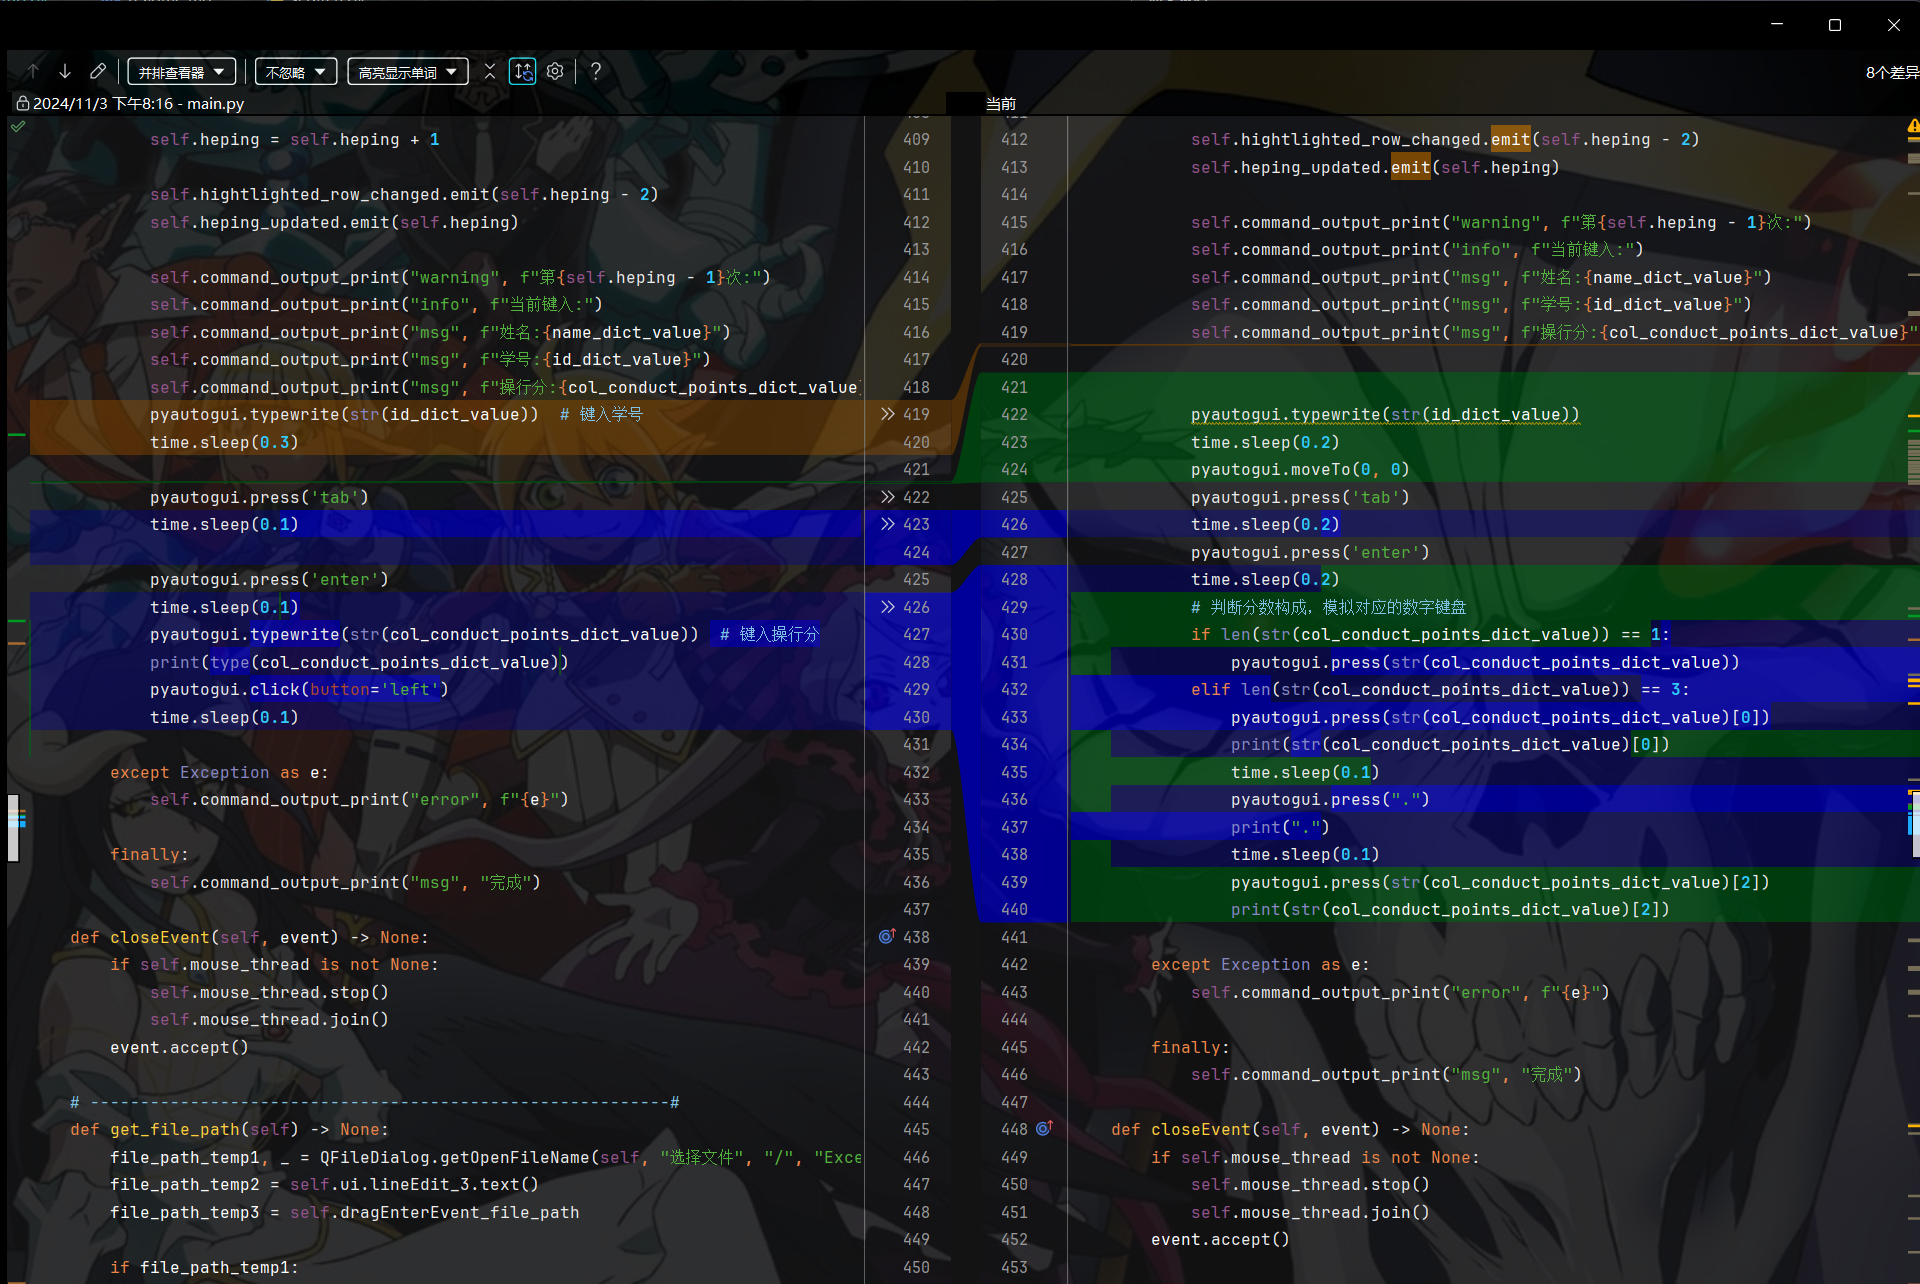 并排查看器
不忽略
高亮显示单词
?
8个差异
2024/11/3 下午8:16 - main.py
当前
self.heping = self.heping + 1 409
410
self.hightlighted_row_changed.emit(self.heping - 2) 411
self.heping_updated.emit(self.heping) 412
413
self.command_output_print("warning", f"第{self.heping - 1}次:") 414
self.command_output_print("info", f"当前键入:") 415
self.command_output_print("msg", f"姓名:{name_dict_value}") 416
self.command_output_print("msg", f"学号:{id_dict_value}") 417
self.command_output_print("msg", f"操行分:{col_conduct_points_dict_value} 418
pyautogui.typewrite(str(id_dict_value))  # 键入学号 419
time.sleep(0.3) 420
421
pyautogui.press('tab') 422
time.sleep(0.1) 423
424
pyautogui.press('enter') 425
time.sleep(0.1) 426
pyautogui.typewrite(str(col_conduct_points_dict_value))  # 键入操行分 427
print(type(col_conduct_points_dict_value)) 428
pyautogui.click(button='left') 429
time.sleep(0.1) 430
431
except Exception as e: 432
self.command_output_print("error", f"{e}") 433
434
finally: 435
self.command_output_print("msg", "完成") 436
437
def closeEvent(self, event) -> None: 438
if self.mouse_thread is not None: 439
self.mouse_thread.stop() 440
self.mouse_thread.join() 441
event.accept() 442
443
# ----------------------------------------------------------# 444
def get_file_path(self) -> None: 445
file_path_temp1, _ = QFileDialog.getOpenFileName(self, "选择文件", "/", "Exce 446
file_path_temp2 = self.ui.lineEdit_3.text() 447
file_path_temp3 = self.dragEnterEvent_file_path 448
449
if file_path_temp1: 450
412 self.hightlighted_row_changed.emit(self.heping - 2)
413 self.heping_updated.emit(self.heping)
414
415 self.command_output_print("warning", f"第{self.heping - 1}次:")
416 self.command_output_print("info", f"当前键入:")
417 self.command_output_print("msg", f"姓名:{name_dict_value}")
418 self.command_output_print("msg", f"学号:{id_dict_value}")
419 self.command_output_print("msg", f"操行分:{col_conduct_points_dict_value}"
420
421
422 pyautogui.typewrite(str(id_dict_value))
423 time.sleep(0.2)
424 pyautogui.moveTo(0, 0)
425 pyautogui.press('tab')
426 time.sleep(0.2)
427 pyautogui.press('enter')
428 time.sleep(0.2)
429 # 判断分数构成，模拟对应的数字键盘
430 if len(str(col_conduct_points_dict_value)) == 1:
431 pyautogui.press(str(col_conduct_points_dict_value))
432 elif len(str(col_conduct_points_dict_value)) == 3:
433 pyautogui.press(str(col_conduct_points_dict_value)[0])
434 print(str(col_conduct_points_dict_value)[0])
435 time.sleep(0.1)
436 pyautogui.press(".")
437 print(".")
438 time.sleep(0.1)
439 pyautogui.press(str(col_conduct_points_dict_value)[2])
440 print(str(col_conduct_points_dict_value)[2])
441
442 except Exception as e:
443 self.command_output_print("error", f"{e}")
444
445 finally:
446 self.command_output_print("msg", "完成")
447
448 def closeEvent(self, event) -> None:
449 if self.mouse_thread is not None:
450 self.mouse_thread.stop()
451 self.mouse_thread.join()
452 event.accept()
453